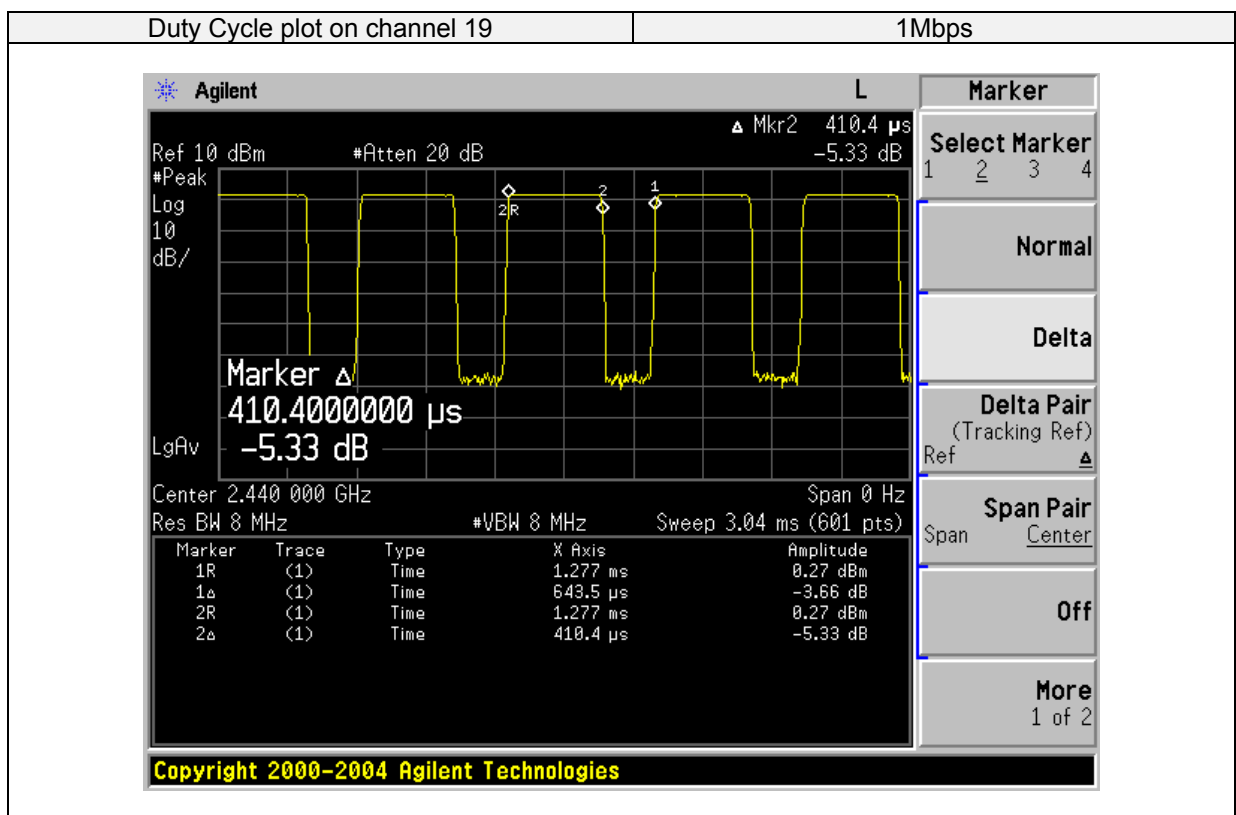 Duty Cycle plot on channel 19 1Mbps
Agilent L Marker
Δ Mkr2 410.4 µs
Ref 10 dBm #Atten 20 dB -5.33 dB
#Peak
Log
10
dB/
2R
2
1
Marker Δ
410.4000000 µs
-5.33 dB
LgAv
Center 2.440 000 GHz Span 0 Hz
Res BW 8 MHz #VBW 8 MHz Sweep 3.04 ms (601 pts)
Marker Trace Type X Axis Amplitude
1R (1) Time 1.277 ms 0.27 dBm
1Δ (1) Time 643.5 µs -3.66 dB
2R (1) Time 1.277 ms 0.27 dBm
2Δ (1) Time 410.4 µs -5.33 dB
Select Marker
1 2 3 4
Normal
Delta
Delta Pair
(Tracking Ref)
Ref Δ
Span Pair
Span Center
Off
More
1 of 2
Copyright 2000-2004 Agilent Technologies